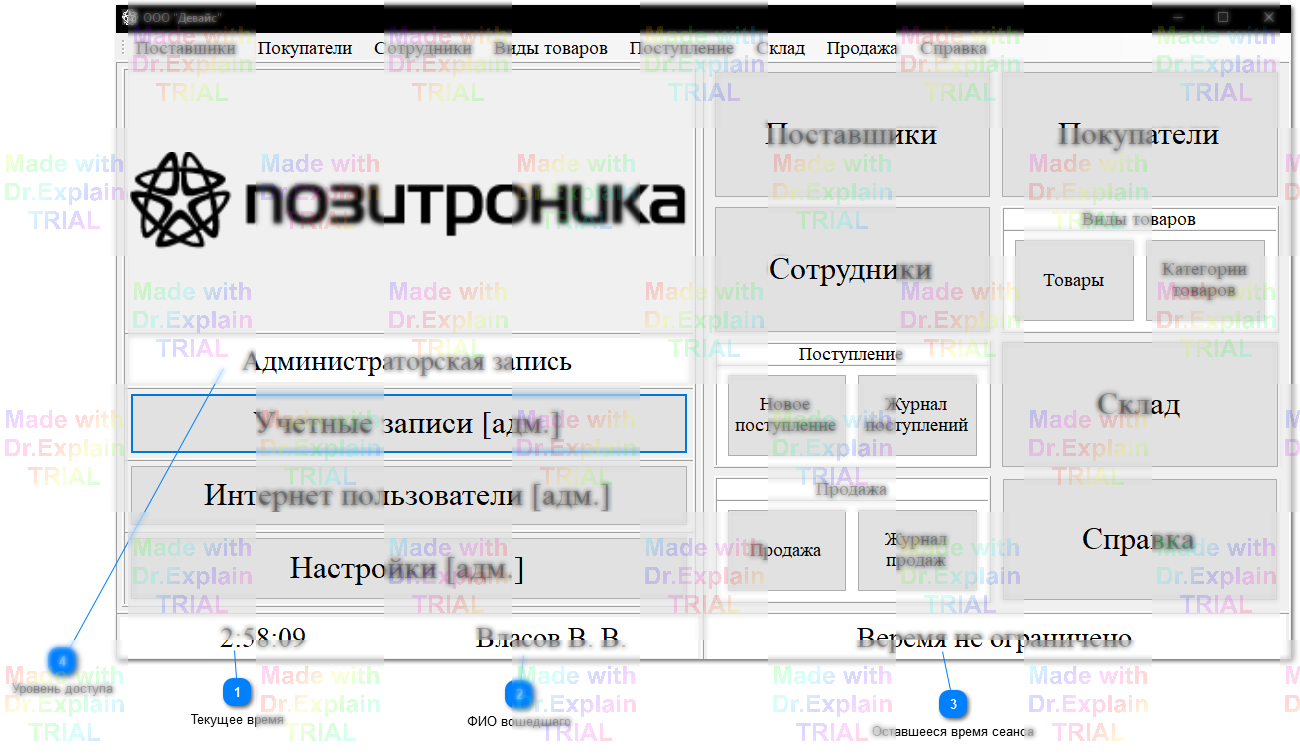 ООО "Девайс"
Поставшики Покупатели Сотрудники Виды товаров Поступление Склад Продажа Справка
позитроника
Поставшики
Покупатели
Сотрудники
Виды товаров
Товары
Категории
товаров
Администраторская запись
Учетные записи [адм.]
Интернет пользователи [адм.]
Настройки [адм.]
Поступление
Новое
поступление
Журнал
поступлений
Склад
Продажа
Продажа
Журнал
продаж
Справка
2:58:09
Власов В. В.
Веремя не ограничено
4
Уровень доступа
1
Текущее время
2
ФИО вошедшего
3
Оставшееся время сеанса
Made with
Dr.Explain
TRIAL